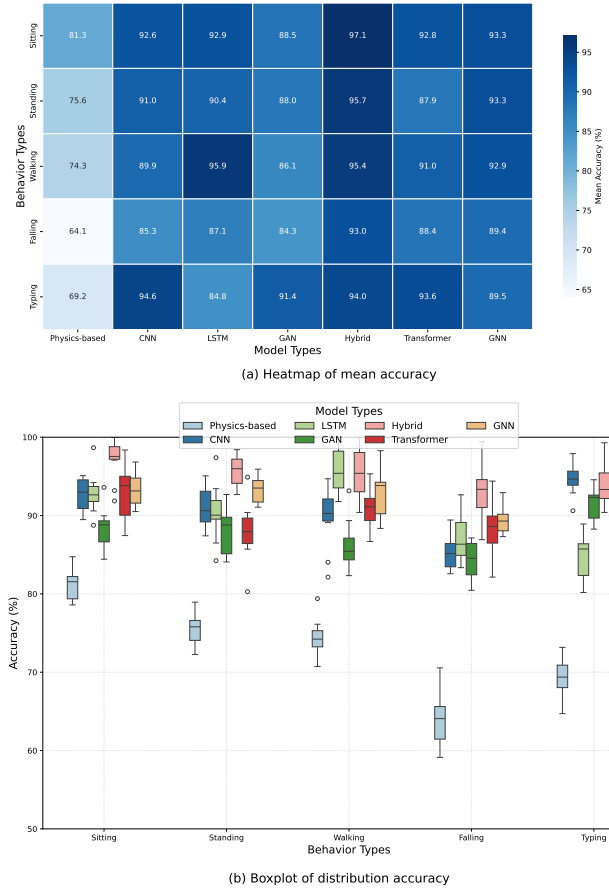 Behavior Types
Sitting
81.3 92.6 92.9 88.5 97.1 92.8 93.3
Standing
75.6 91.0 90.4 88.0 95.7 87.9 93.3
Walking
74.3 89.9 95.9 86.1 95.4 91.0 92.9
Falling
64.1 85.3 87.1 84.3 93.0 88.4 89.4
Typing
69.2 94.6 84.8 91.4 94.0 93.6 89.5
Physics-based CNN LSTM GAN Hybrid Transformer GNN
Model Types
95
90
85
80
75
70
65
Mean Accuracy (%)
(a) Heatmap of mean accuracy
Model Types
Physics-based LSTM Hybrid GNN
CNN GAN Transformer
Accuracy (%)
100
90
80
70
60
50
Sitting Standing Walking Falling Typing
Behavior Types
(b) Boxplot of distribution accuracy